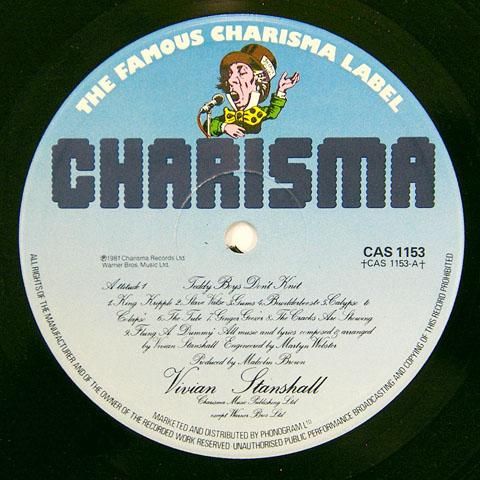 THE FAMOUS CHARISMA LABEL
CHARISMA
℗1981 Charisma Records Ltd
Warner Bros. Music Ltd.
CAS 1153
†CAS 1153-A†
Attitude 1 Teddy Boys Don't Knit
1. King Kripple 2. Slave Valse 3. Gums 4. Bewilderbeeste 5. Calypso to
Colapso 6. The Tube 7. Ginger Geezer 8. The Cracks Are Showing
9. Flung A Dummy All music and lyrics composed & arranged
by Vivian Stanshall Engineered by Martyn Webster
Produced by Malcolm Brown
Vivian Stanshall
Charisma Music Publishing Ltd
except Warner Bros Ltd
ALL RIGHTS OF THE MANUFACTURER AND OF THE OWNER OF THE RECORDED WORK RESERVED UNAUTHORISED PUBLIC PERFORMANCE BROADCASTING AND COPYING OF THIS RECORD PROHIBITED
MARKETED AND DISTRIBUTED BY PHONOGRAM LTD